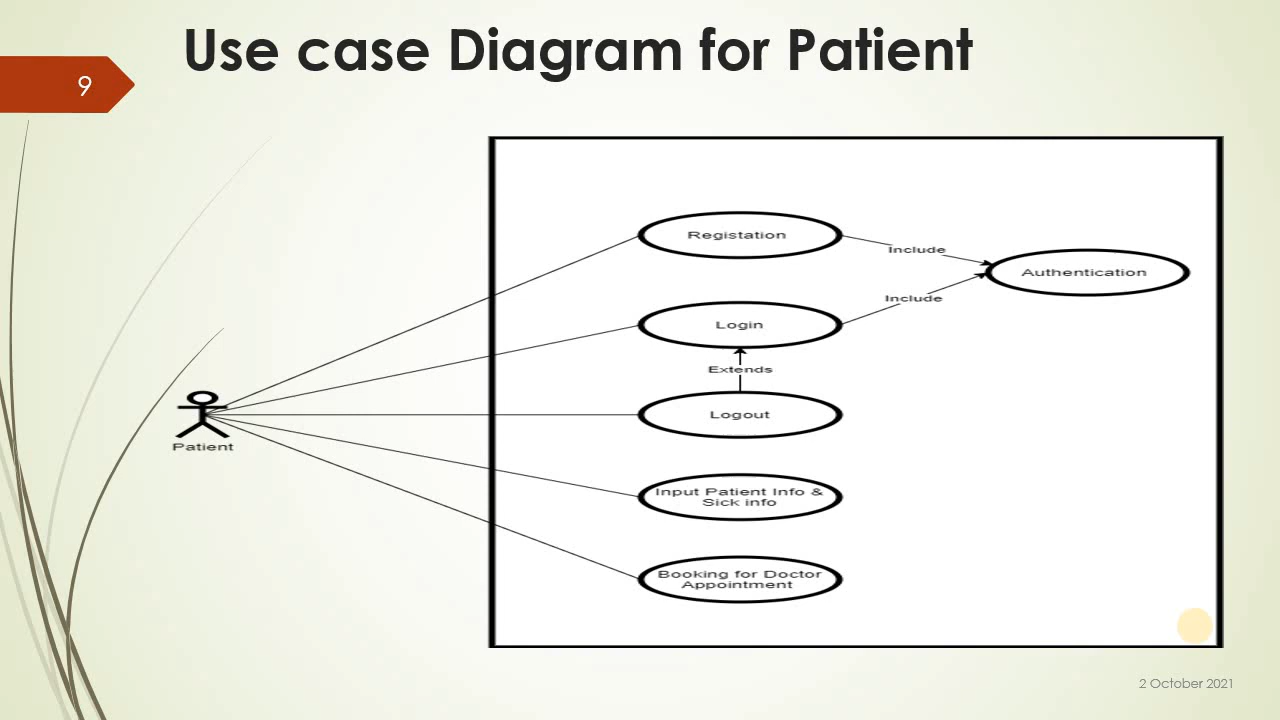 Use case Diagram for Patient
9
Registation
Include
Authentication
Include
Login
Extends
Logout
Patient
Input Patient Info &
Sick info
Booking for Doctor
Appointment
2 October 2021